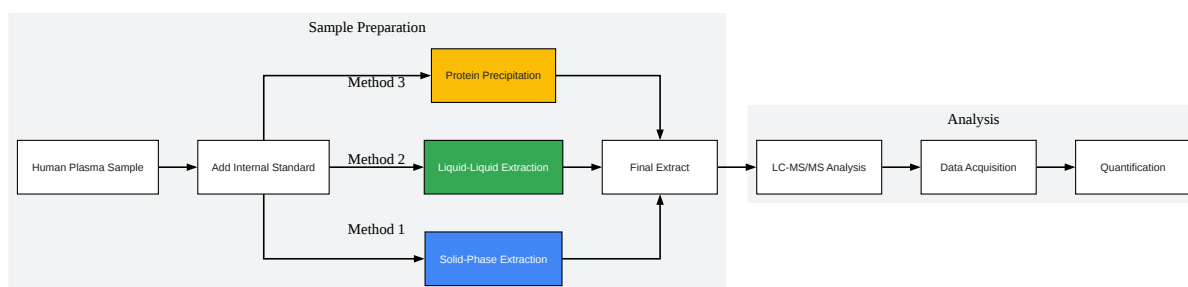 Sample Preparation
Method 3
Protein Precipitation
Analysis
Human Plasma Sample
Add Internal Standard
Method 2
Liquid-Liquid Extraction
Final Extract
LC-MS/MS Analysis
Data Acquisition
Quantification
Method 1
Solid-Phase Extraction